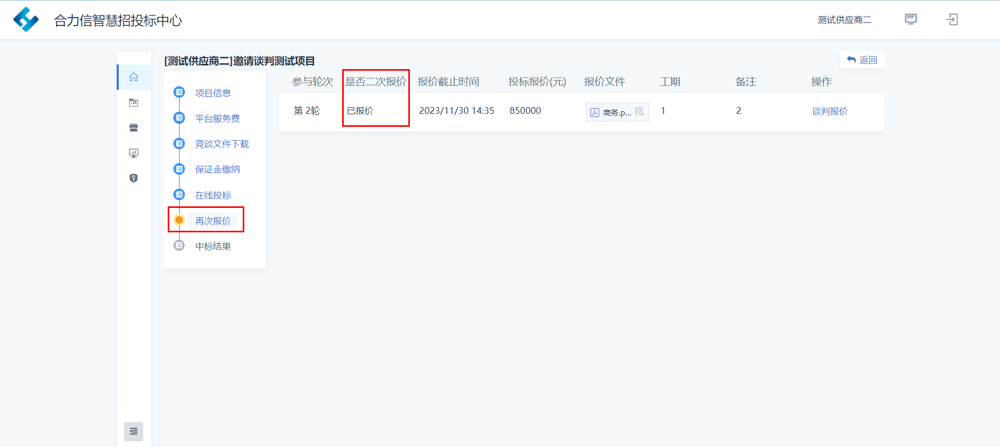 合力信智慧招投标中心
测试供应商二
[测试供应商二]邀请谈判测试项目
返回
项目信息
平台服务费
竞谈文件下载
保证金缴纳
在线投标
再次报价
中标结果
参与轮次 是否二次报价 报价截止时间 投标报价(元) 报价文件 工期 备注 操作
第 2轮 已报价 2023/11/30 14:35 850000 商务.p... 1 2 谈判报价